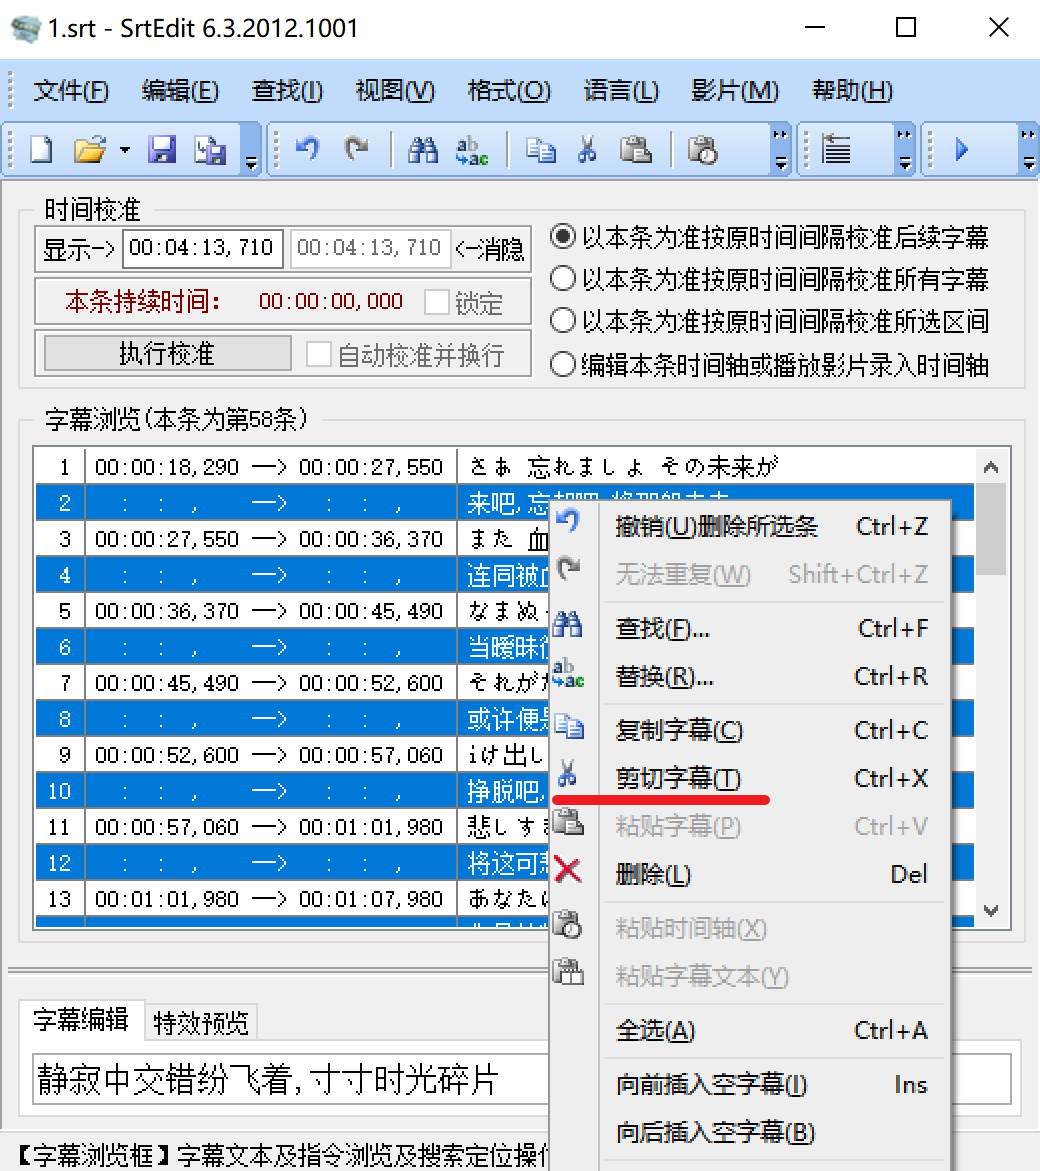 1.srt - SrtEdit 6.3.2012.1001
文件(F) 编辑(E) 查找(I) 视图(V) 格式(O) 语言(L) 影片(M) 帮助(H)
时间校准
显示-> 00:04:13,710 00:04:13,710 <-消隐
本条持续时间: 00:00:00,000 锁定
执行校准 自动校准并换行
以本条为准按原时间间隔校准后续字幕
以本条为准按原时间间隔校准所有字幕
以本条为准按原时间间隔校准所选区间
编辑本条时间轴或播放影片录入时间轴
字幕浏览(本条为第58条)
1 00:00:18,290 —> 00:00:27,550 さあ 忘れましょ その未来が
2 : : , —> : : , 来吧,
3 00:00:27,550 —> 00:00:36,370 また 血
4 : : , —> : : , 连同被
5 00:00:36,370 —> 00:00:45,490 なまぬ
6 : : , —> : : , 当暧昧
7 00:00:45,490 —> 00:00:52,600 それが
8 : : , —> : : , 或许便
9 00:00:52,600 —> 00:00:57,060 け出し
10 : : , —> : : , 挣脱吧,
11 00:00:57,060 —> 00:01:01,980 悲しす
12 : : , —> : : , 将这可
13 00:01:01,980 —> 00:01:07,980 あなた
撤销(U)删除所选条 Ctrl+Z
无法重复(W) Shift+Ctrl+Z
查找(F)... Ctrl+F
替换(R)... Ctrl+R
复制字幕(C) Ctrl+C
剪切字幕(T) Ctrl+X
粘贴字幕(P) Ctrl+V
删除(L) Del
粘贴时间轴(X)
粘贴字幕文本(Y)
全选(A) Ctrl+A
向前插入空字幕(I) Ins
向后插入空字幕(B)
字幕编辑 特效预览
静寂中交错纷飞着,寸寸时光碎片
【字幕浏览框】字幕文本及指令浏览及搜索定位操